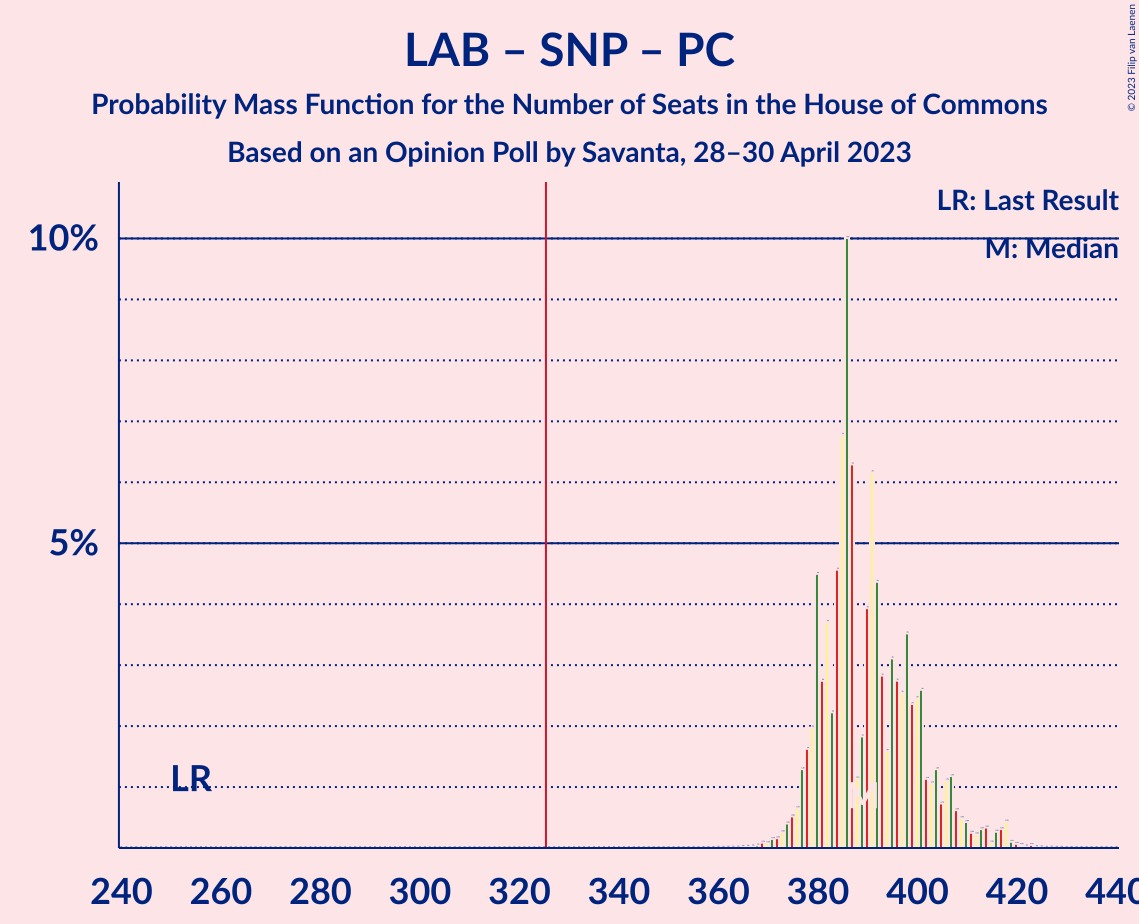 LAB – SNP – PC
Probability Mass Function for the Number of Seats in the House of Commons
Based on an Opinion Poll by Savanta, 28–30 April 2023
© 2023 Filip van Laenen
LR: Last Result
M: Median
10%
5%
LR
M
240 260 280 300 320 340 360 380 400 420 440